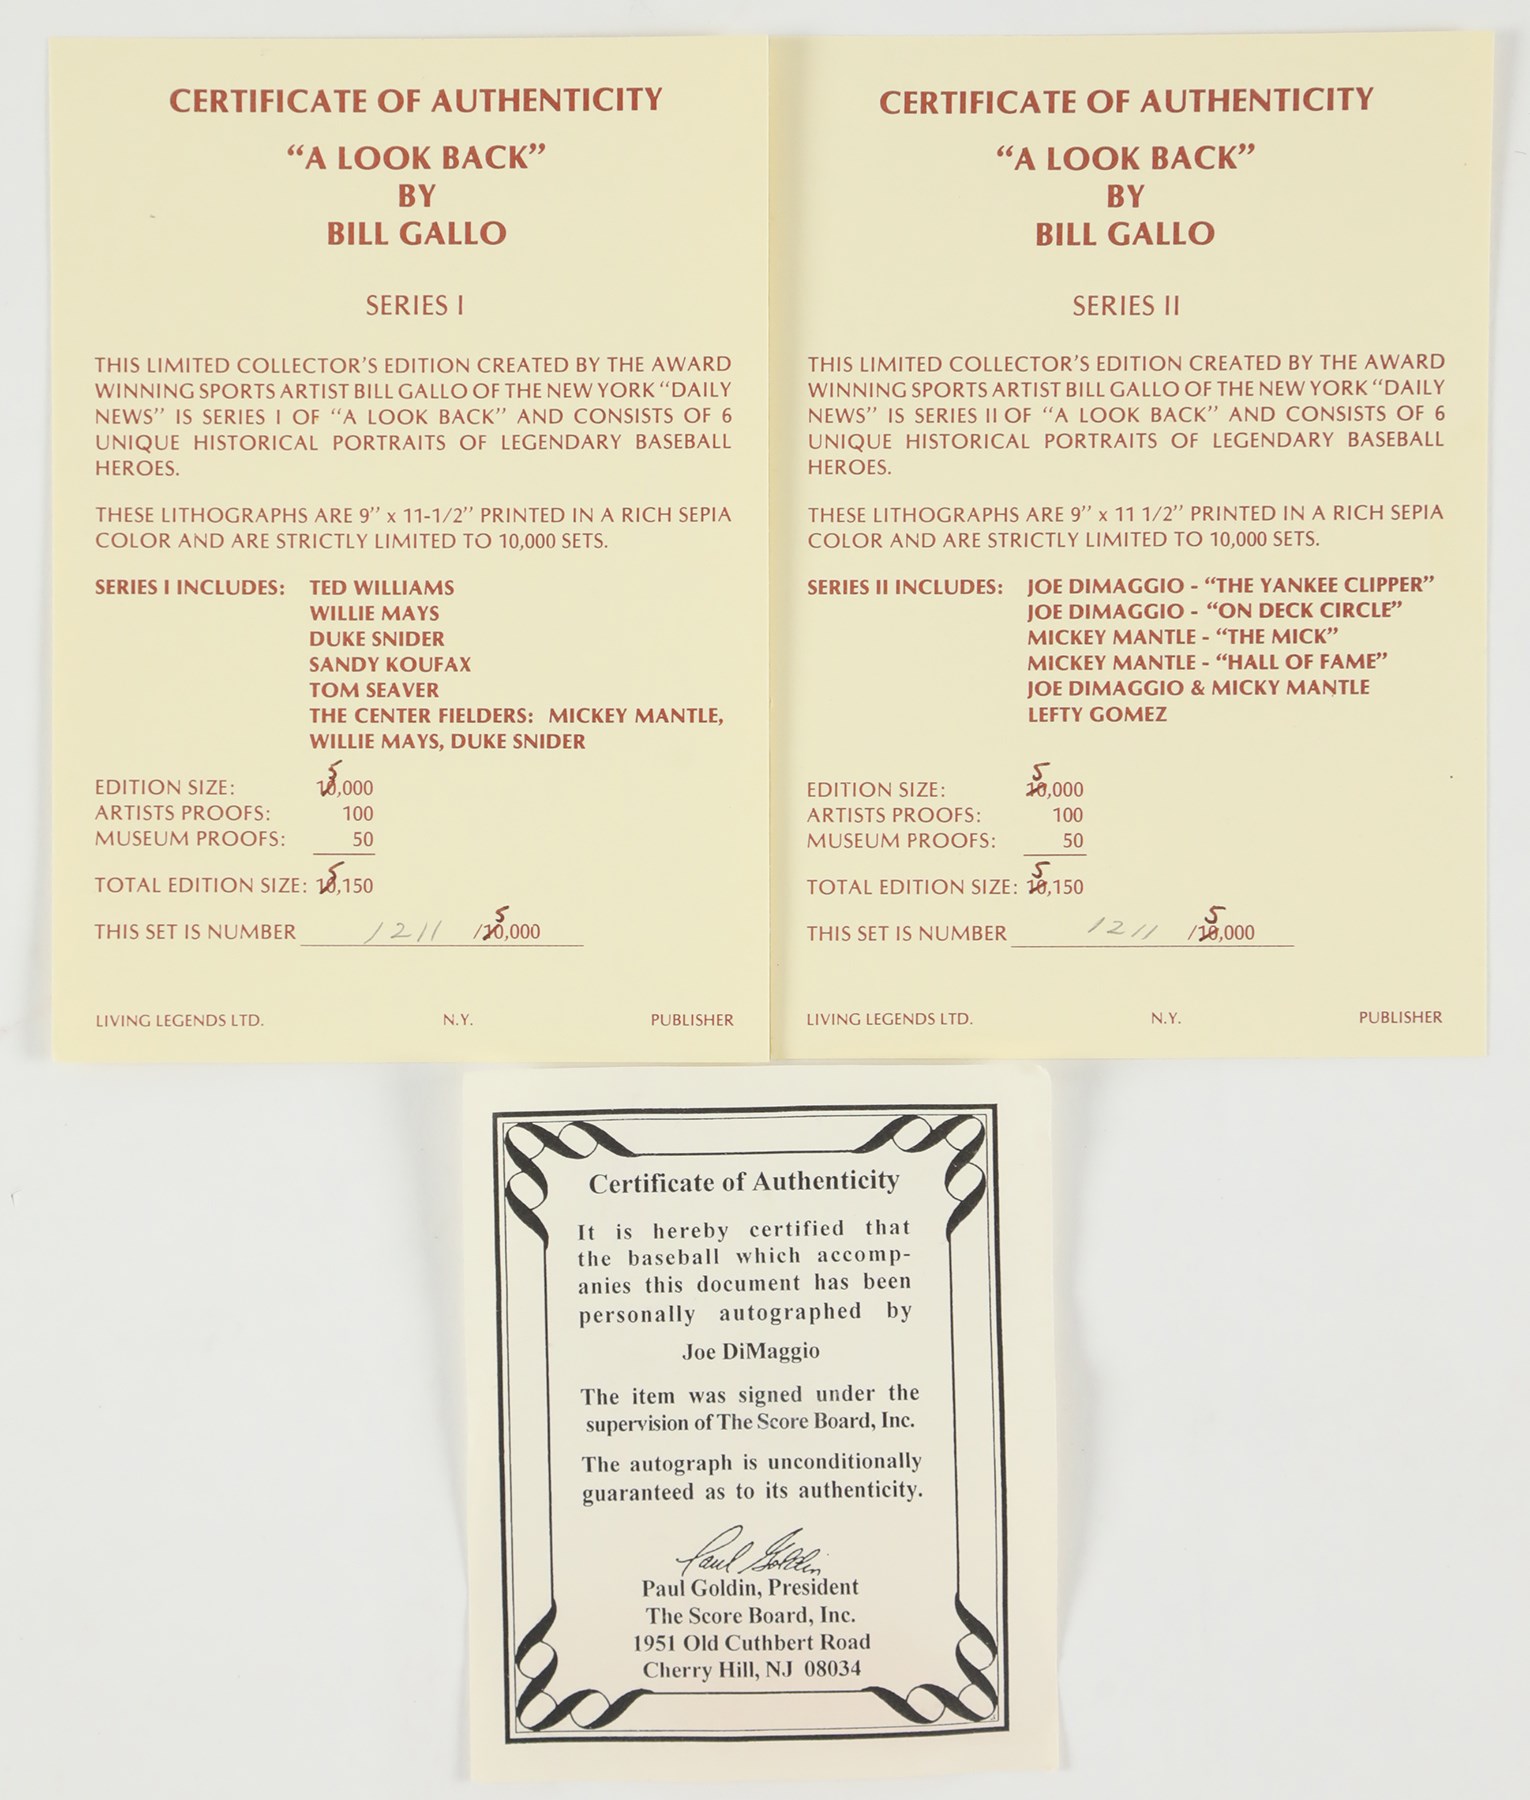 CERTIFICATE OF AUTHENTICITY
“A LOOK BACK”
BY
BILL GALLO
SERIES I
THIS LIMITED COLLECTOR’S EDITION CREATED BY THE AWARD
WINNING SPORTS ARTIST BILL GALLO OF THE NEW YORK “DAILY
NEWS” IS SERIES I OF “A LOOK BACK” AND CONSISTS OF 6
UNIQUE HISTORICAL PORTRAITS OF LEGENDARY BASEBALL
HEROES.
THESE LITHOGRAPHS ARE 9” x 11-1/2” PRINTED IN A RICH SEPIA
COLOR AND ARE STRICTLY LIMITED TO 10,000 SETS.
SERIES I INCLUDES: TED WILLIAMS
WILLIE MAYS
DUKE SNIDER
SANDY KOUFAX
TOM SEAVER
THE CENTER FIELDERS: MICKEY MANTLE,
WILLIE MAYS, DUKE SNIDER
5
EDITION SIZE: 10,000
ARTISTS PROOFS: 100
MUSEUM PROOFS: 50
5
TOTAL EDITION SIZE: 10,150
5
THIS SET IS NUMBER 1211 /10,000
LIVING LEGENDS LTD. N.Y. PUBLISHER
CERTIFICATE OF AUTHENTICITY
“A LOOK BACK”
BY
BILL GALLO
SERIES II
THIS LIMITED COLLECTOR’S EDITION CREATED BY THE AWARD
WINNING SPORTS ARTIST BILL GALLO OF THE NEW YORK “DAILY
NEWS” IS SERIES II OF “A LOOK BACK” AND CONSISTS OF 6
UNIQUE HISTORICAL PORTRAITS OF LEGENDARY BASEBALL
HEROES.
THESE LITHOGRAPHS ARE 9” x 11 1/2” PRINTED IN A RICH SEPIA
COLOR AND ARE STRICTLY LIMITED TO 10,000 SETS.
SERIES II INCLUDES: JOE DIMAGGIO - “THE YANKEE CLIPPER”
JOE DIMAGGIO - “ON DECK CIRCLE”
MICKEY MANTLE - “THE MICK”
MICKEY MANTLE - “HALL OF FAME”
JOE DIMAGGIO & MICKY MANTLE
LEFTY GOMEZ
5
EDITION SIZE: 10,000
ARTISTS PROOFS: 100
MUSEUM PROOFS: 50
5
TOTAL EDITION SIZE: 10,150
5
THIS SET IS NUMBER 1211 /10,000
LIVING LEGENDS LTD. N.Y. PUBLISHER
Certificate of Authenticity
It is hereby certified that
the baseball which accomp-
anies this document has been
personally autographed by
Joe DiMaggio
The item was signed under the
supervision of The Score Board, Inc.
The autograph is unconditionally
guaranteed as to its authenticity.
Paul Goldin
Paul Goldin, President
The Score Board, Inc.
1951 Old Cuthbert Road
Cherry Hill, NJ 08034